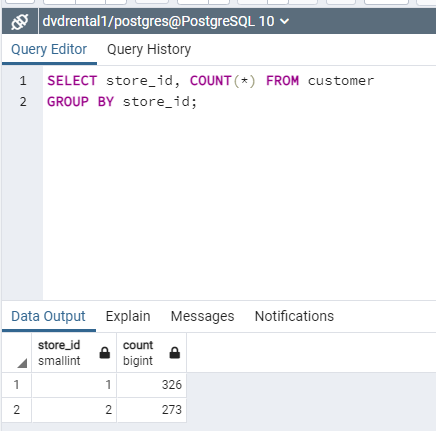 dvdrental1/postgres@PostgreSQL 10
Query Editor Query History
1 SELECT store_id, COUNT(*) FROM customer
2 GROUP BY store_id;
Data Output Explain Messages Notifications
store_id count
smallint bigint
1 1 326
2 2 273